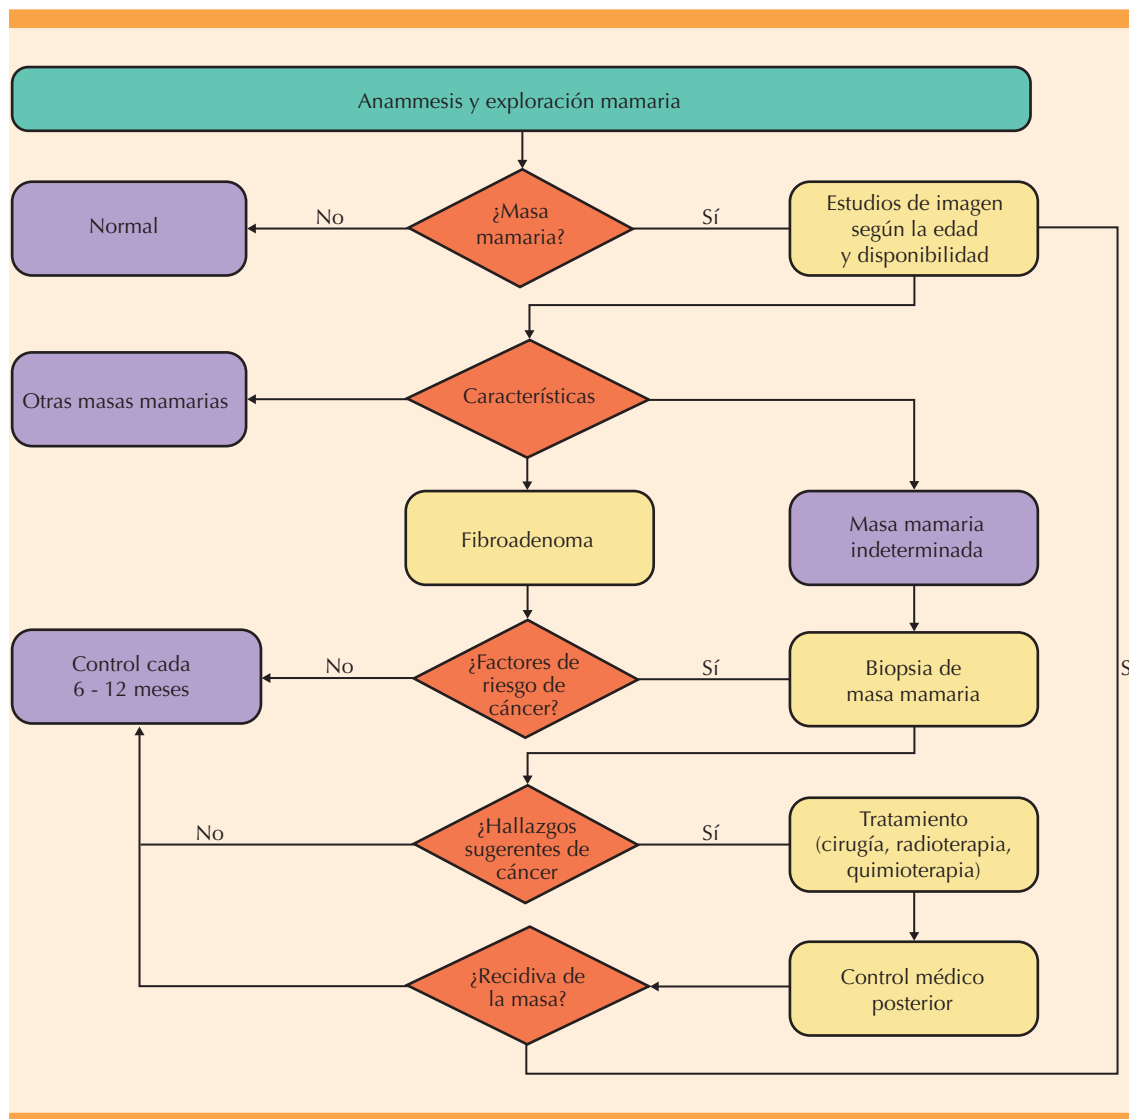 Anammesis y exploración mamaria
Normal
No
¿Masa
mamaria?
Sí
Estudios de imagen
según la edad
y disponibilidad
Otras masas mamarias
Características
Fibroadenoma
Masa mamaria
indeterminada
Control cada
6 - 12 meses
No
¿Factores de
riesgo de
cáncer?
Sí
Biopsia de
masa mamaria
S
No
¿Hallazgos
sugerentes de
cáncer
Sí
Tratamiento
(cirugía, radioterapia,
quimioterapia)
¿Recidiva de
la masa?
Control médico
posterior